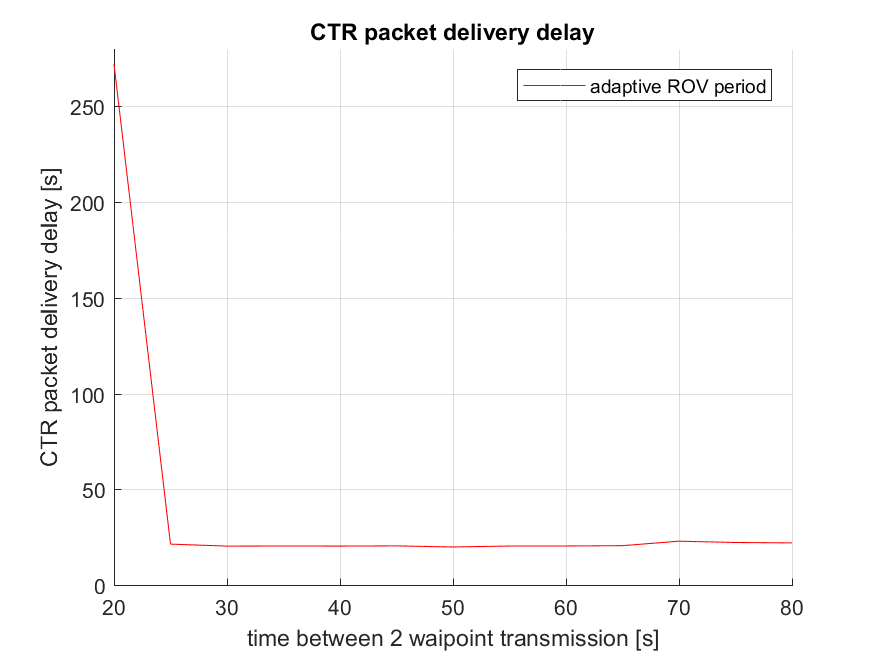 CTR packet delivery delay
adaptive ROV period
CTR packet delivery delay [s]
250
200
150
100
50
0
20 30 40 50 60 70 80
time between 2 waipoint transmission [s]